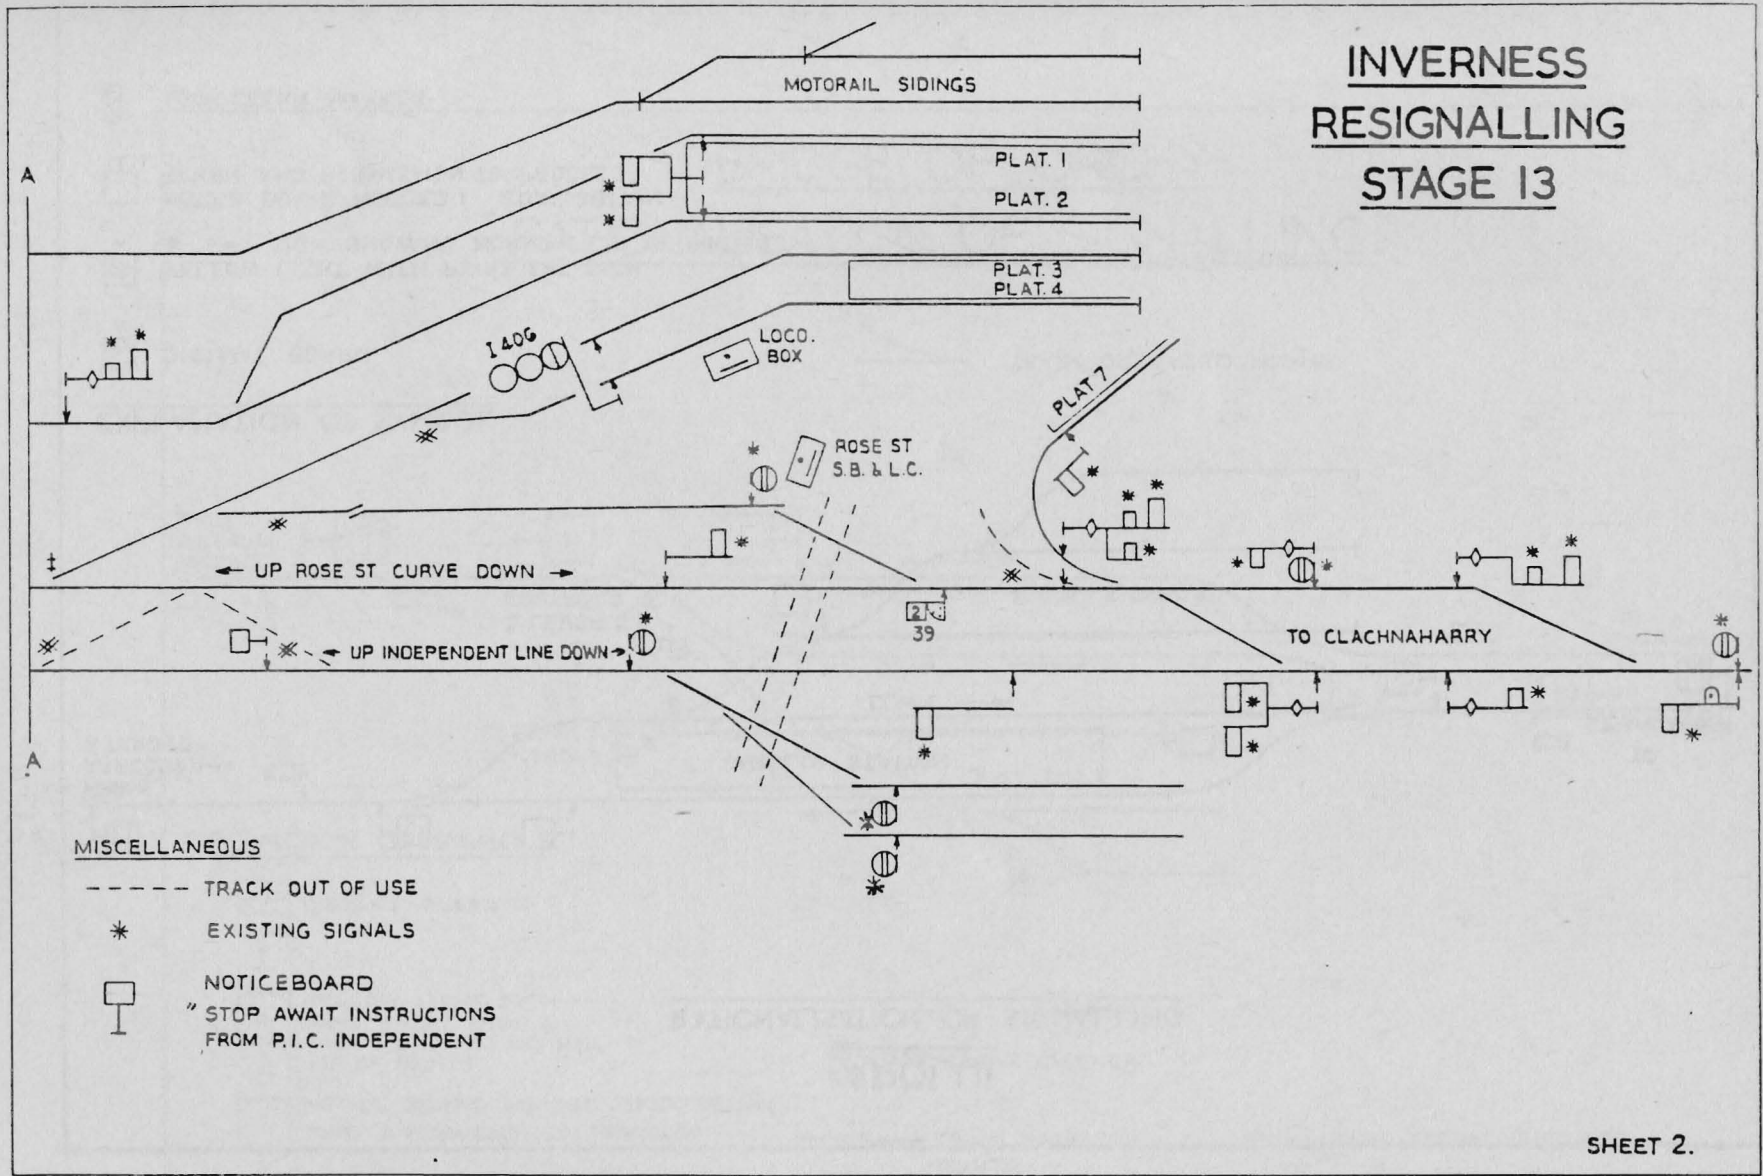 INVERNESS
RESIGNALLING
STAGE 13
MOTORAIL SIDINGS
PLAT. 1
PLAT. 2
PLAT. 3
PLAT. 4
A
I 406
LOCO.
BOX
PLAT 7
ROSE ST
S.B. & L.C.
← UP ROSE ST CURVE DOWN →
← UP INDEPENDENT LINE DOWN →
2
39
TO CLACHNAHARRY
D
A
MISCELLANEOUS
TRACK OUT OF USE
EXISTING SIGNALS
NOTICEBOARD
" STOP AWAIT INSTRUCTIONS
FROM P.I.C. INDEPENDENT
SHEET 2.